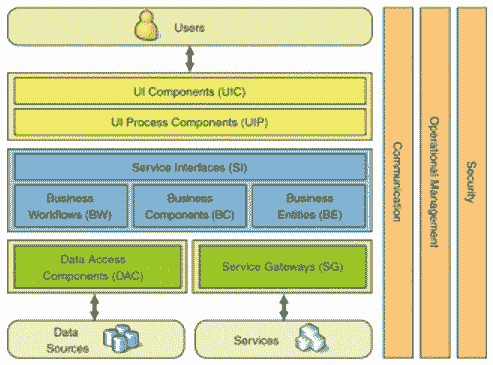 Users
UI Components (UIC)
UI Process Components (UIP)
Service Interfaces (SI)
Business
Workflows (BW)
Business
Components (BC)
Business
Entities (BE)
Data Access
Components (DAC)
Service Gateways (SG)
Data
Sources
Services
Communication
Operational Management
Security